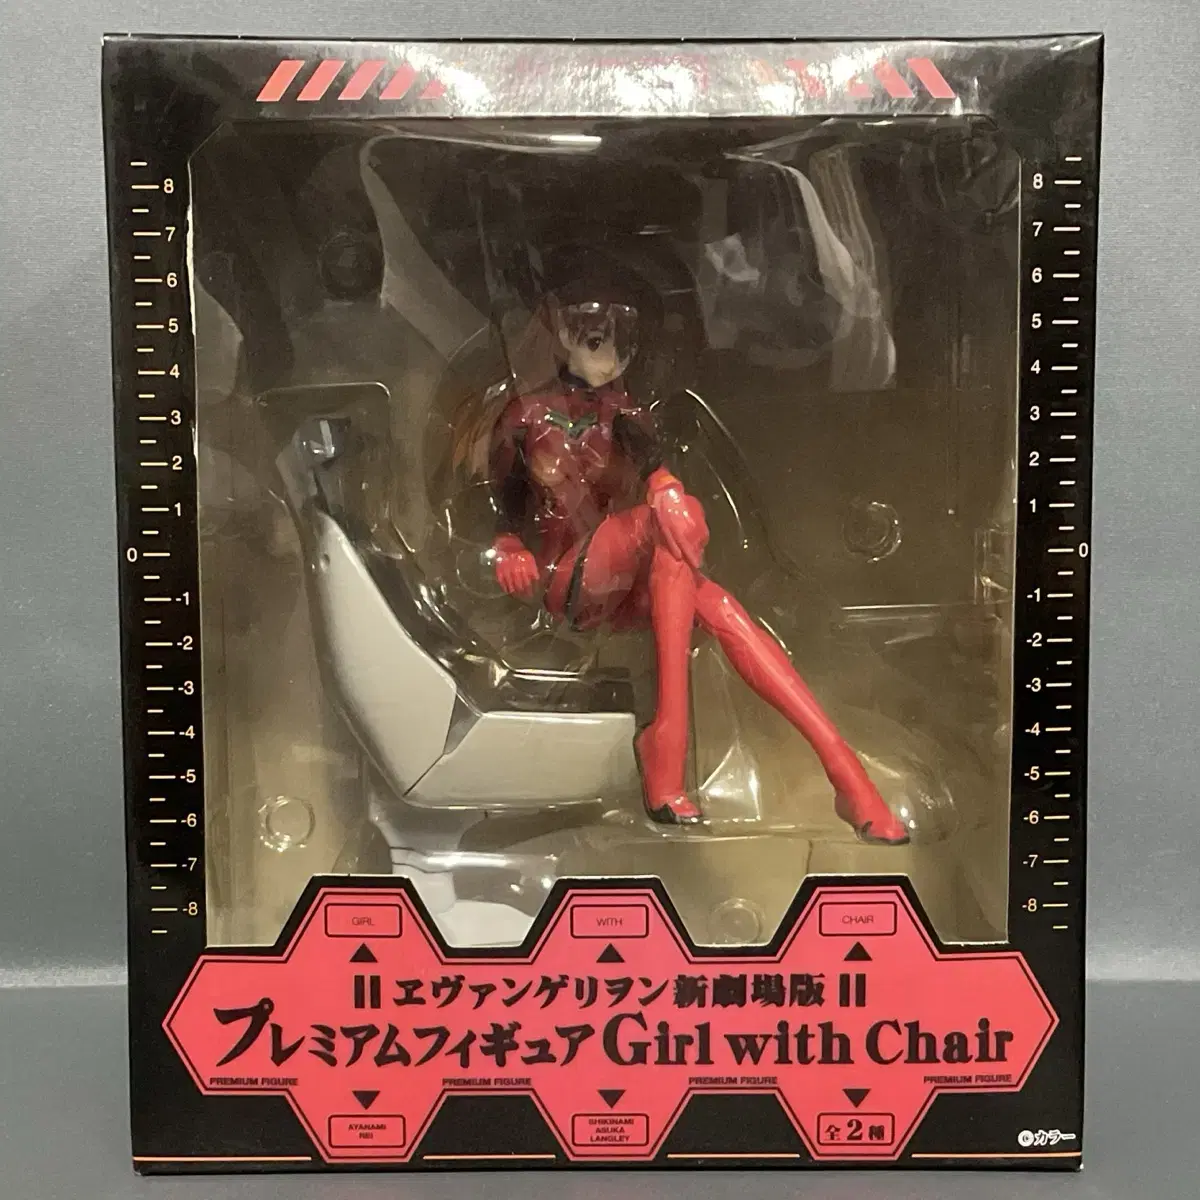 8 8
7 7
6 6
5 5
4 4
3 3
2 2
1 1
0 0
-1 -1
-2 -2
-3 -3
-4 -4
-5 -5
-6 -6
-7 -7
-8 -8
GIRL WITH CHAIR
ヱヴァンゲリヲン新劇場版
プレミアムフィギュア Girl with Chair
PREMIUM FIGURE PREMIUM FIGURE PREMIUM FIGURE PREMIUM FIGURE
AYANAMI
REI
SHIKINAMI
ASUKA
LANGLEY
全2種
©カラー